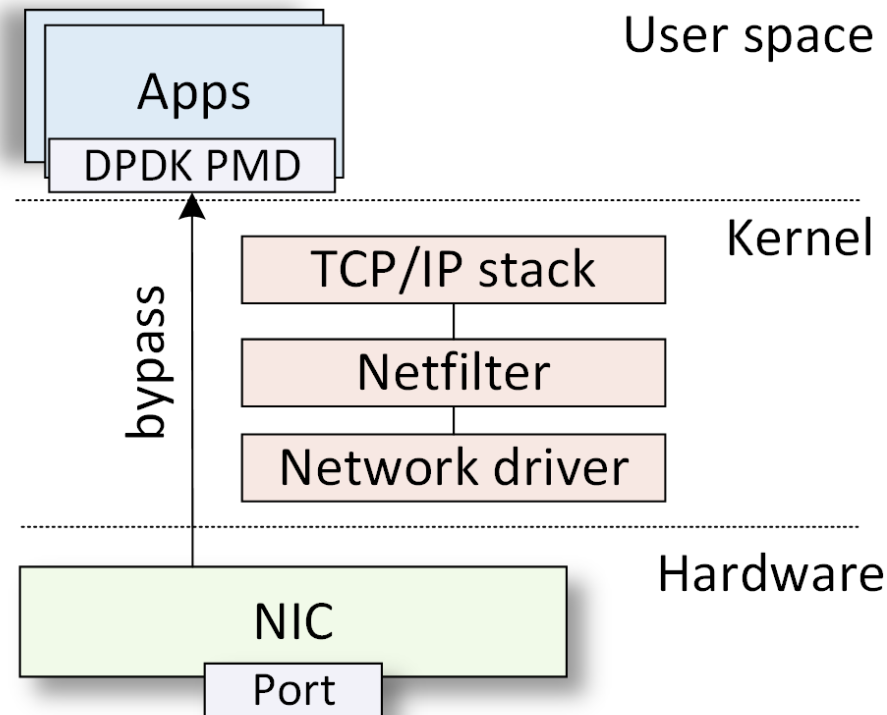 User space
Apps
DPDK PMD
Kernel
TCP/IP stack
bypass
Netfilter
Network driver
Hardware
NIC
Port